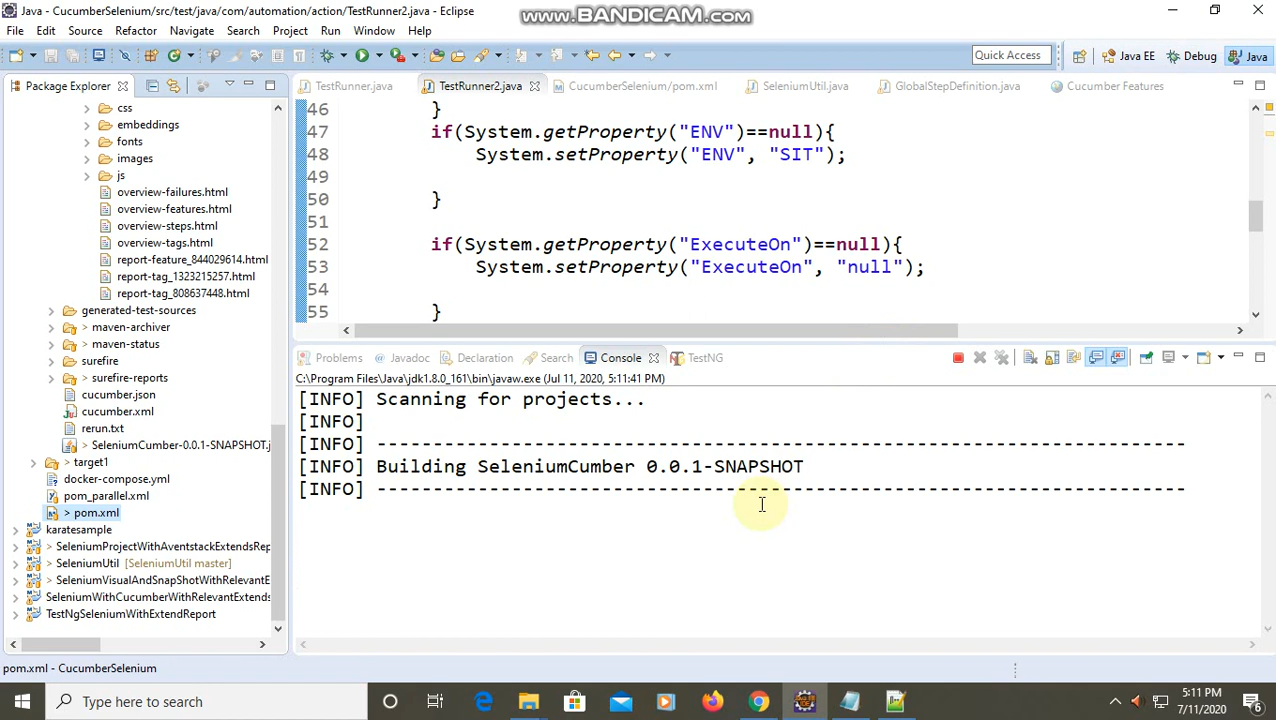 Java - CucumberSelenium/src/test/java/com/automation/action/TestRunner2.java - Eclipse
www.BANDICAM.com
File Edit Source Refactor Navigate Search Project Run Window Help
Quick Access
Java EE
Debug
Java
Package Explorer
TestRunner.java
TestRunner2.java
CucumberSelenium/pom.xml
SeleniumUtil.java
GlobalStepDefinition.java
Cucumber Features
css
embeddings
fonts
images
js
overview-failures.html
overview-features.html
overview-steps.html
overview-tags.html
report-feature_844029614.html
report-tag_1323215257.html
report-tag_808637448.html
generated-test-sources
> maven-archiver
> maven-status
surefire
> surefire-reports
cucumber.json
cucumber.xml
rerun.txt
> SeleniumCumber-0.0.1-SNAPSHOT.j
> target1
docker-compose.yml
pom_parallel.xml
> pom.xml
karatesample
> SeleniumProjectWithAventstackExtendsRep
> SeleniumUtil [SeleniumUtil master]
> SeleniumVisualAndSnapShotWithRelevantE
SeleniumWithCucumberWithRelevantExtends
TestNgSeleniumWithExtendReport
46 }
47 if(System.getProperty("ENV")==null){
48 System.setProperty("ENV", "SIT");
49
50 }
51
52 if(System.getProperty("ExecuteOn")==null){
53 System.setProperty("ExecuteOn", "null");
54
55 }
Problems
Javadoc
Declaration
Search
Console
TestNG
C:\Program Files\Java\jdk1.8.0_161\bin\javaw.exe (Jul 11, 2020, 5:11:41 PM)
[INFO] Scanning for projects...
[INFO]
[INFO] ------------------------------------------------------------------------
[INFO] Building SeleniumCumber 0.0.1-SNAPSHOT
[INFO] ------------------------------------------------------------------------
pom.xml - CucumberSelenium
Type here to search
5:11 PM
7/11/2020
6